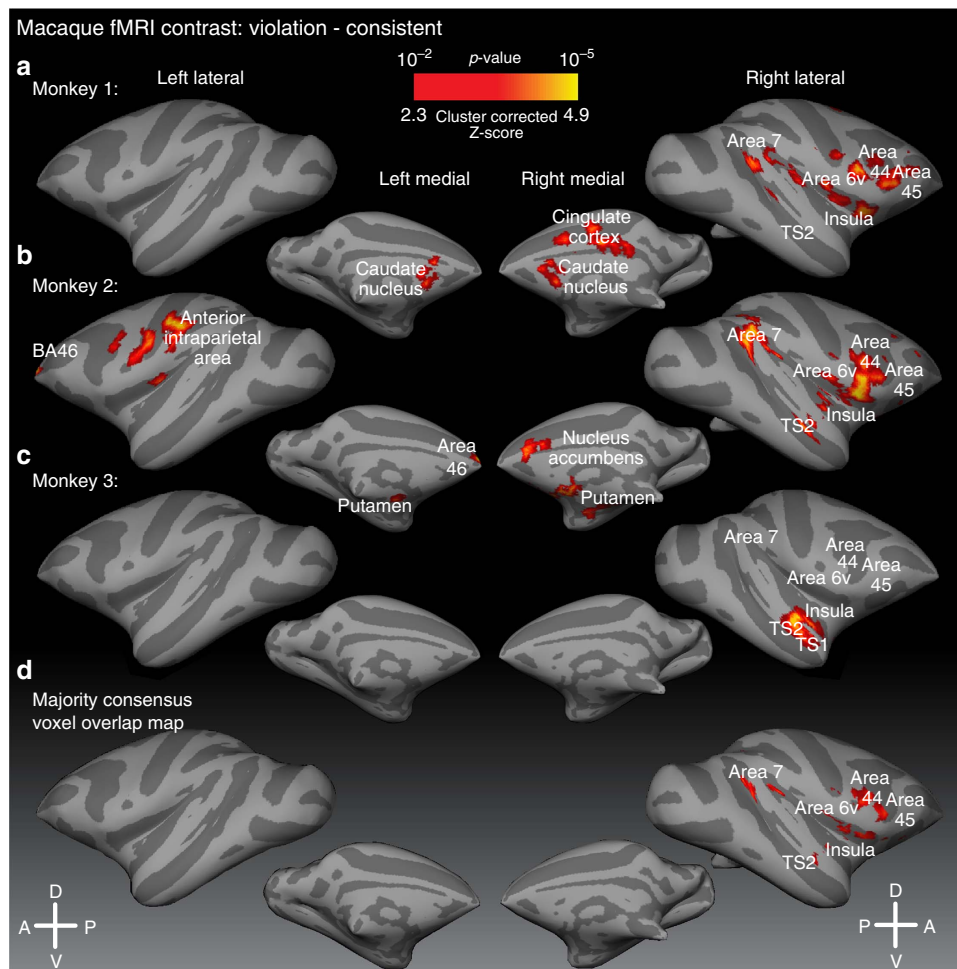 Macaque fMRI contrast: violation - consistent
a
Monkey 1:
Left lateral
10⁻² p-value 10⁻⁵
2.3 Cluster corrected 4.9
Z-score
Right lateral
Area 7
Area
44
Area
45
Area 6v
Insula
TS2
Left medial
Right medial
Caudate
nucleus
Cingulate
cortex
Caudate
nucleus
b
Monkey 2:
BA46
Anterior
intraparietal
area
Area 7
Area
44
Area
45
Area 6v
Insula
TS2
Area
46
Putamen
Nucleus
accumbens
Putamen
c
Monkey 3:
Area 7
Area
44
Area
45
Area 6v
Insula
TS2
TS1
d
Majority consensus
voxel overlap map
Area 7
Area
44
Area
45
Area 6v
Insula
TS2
D
A P
V
D
P A
V